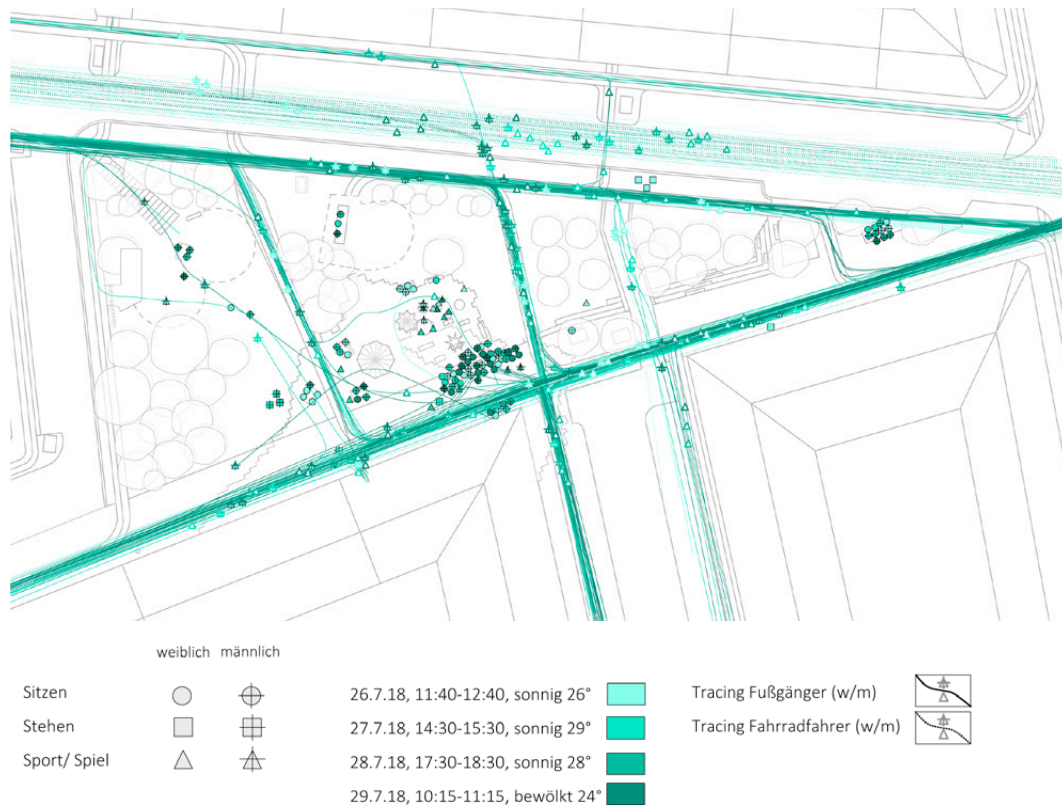 weiblich männlich
Sitzen
Stehen
Sport/ Spiel
26.7.18, 11:40-12:40, sonnig 26°
27.7.18, 14:30-15:30, sonnig 29°
28.7.18, 17:30-18:30, sonnig 28°
29.7.18, 10:15-11:15, bewölkt 24°
Tracing Fußgänger (w/m)
Tracing Fahrradfahrer (w/m)